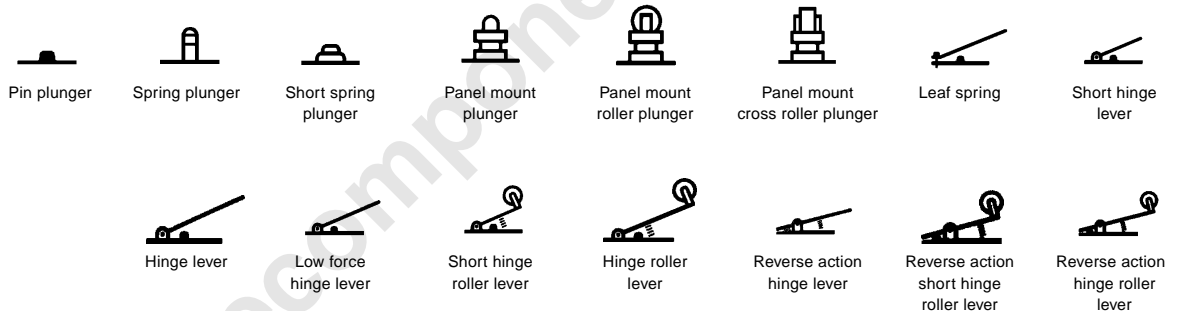 Pin plunger
Spring plunger
Short spring
plunger
Panel mount
plunger
Panel mount
roller plunger
Panel mount
cross roller plunger
Leaf spring
Short hinge
lever
Hinge lever
Low force
hinge lever
Short hinge
roller lever
Hinge roller
lever
Reverse action
hinge lever
Reverse action
short hinge
roller lever
Reverse action
hinge roller
lever
ecompone